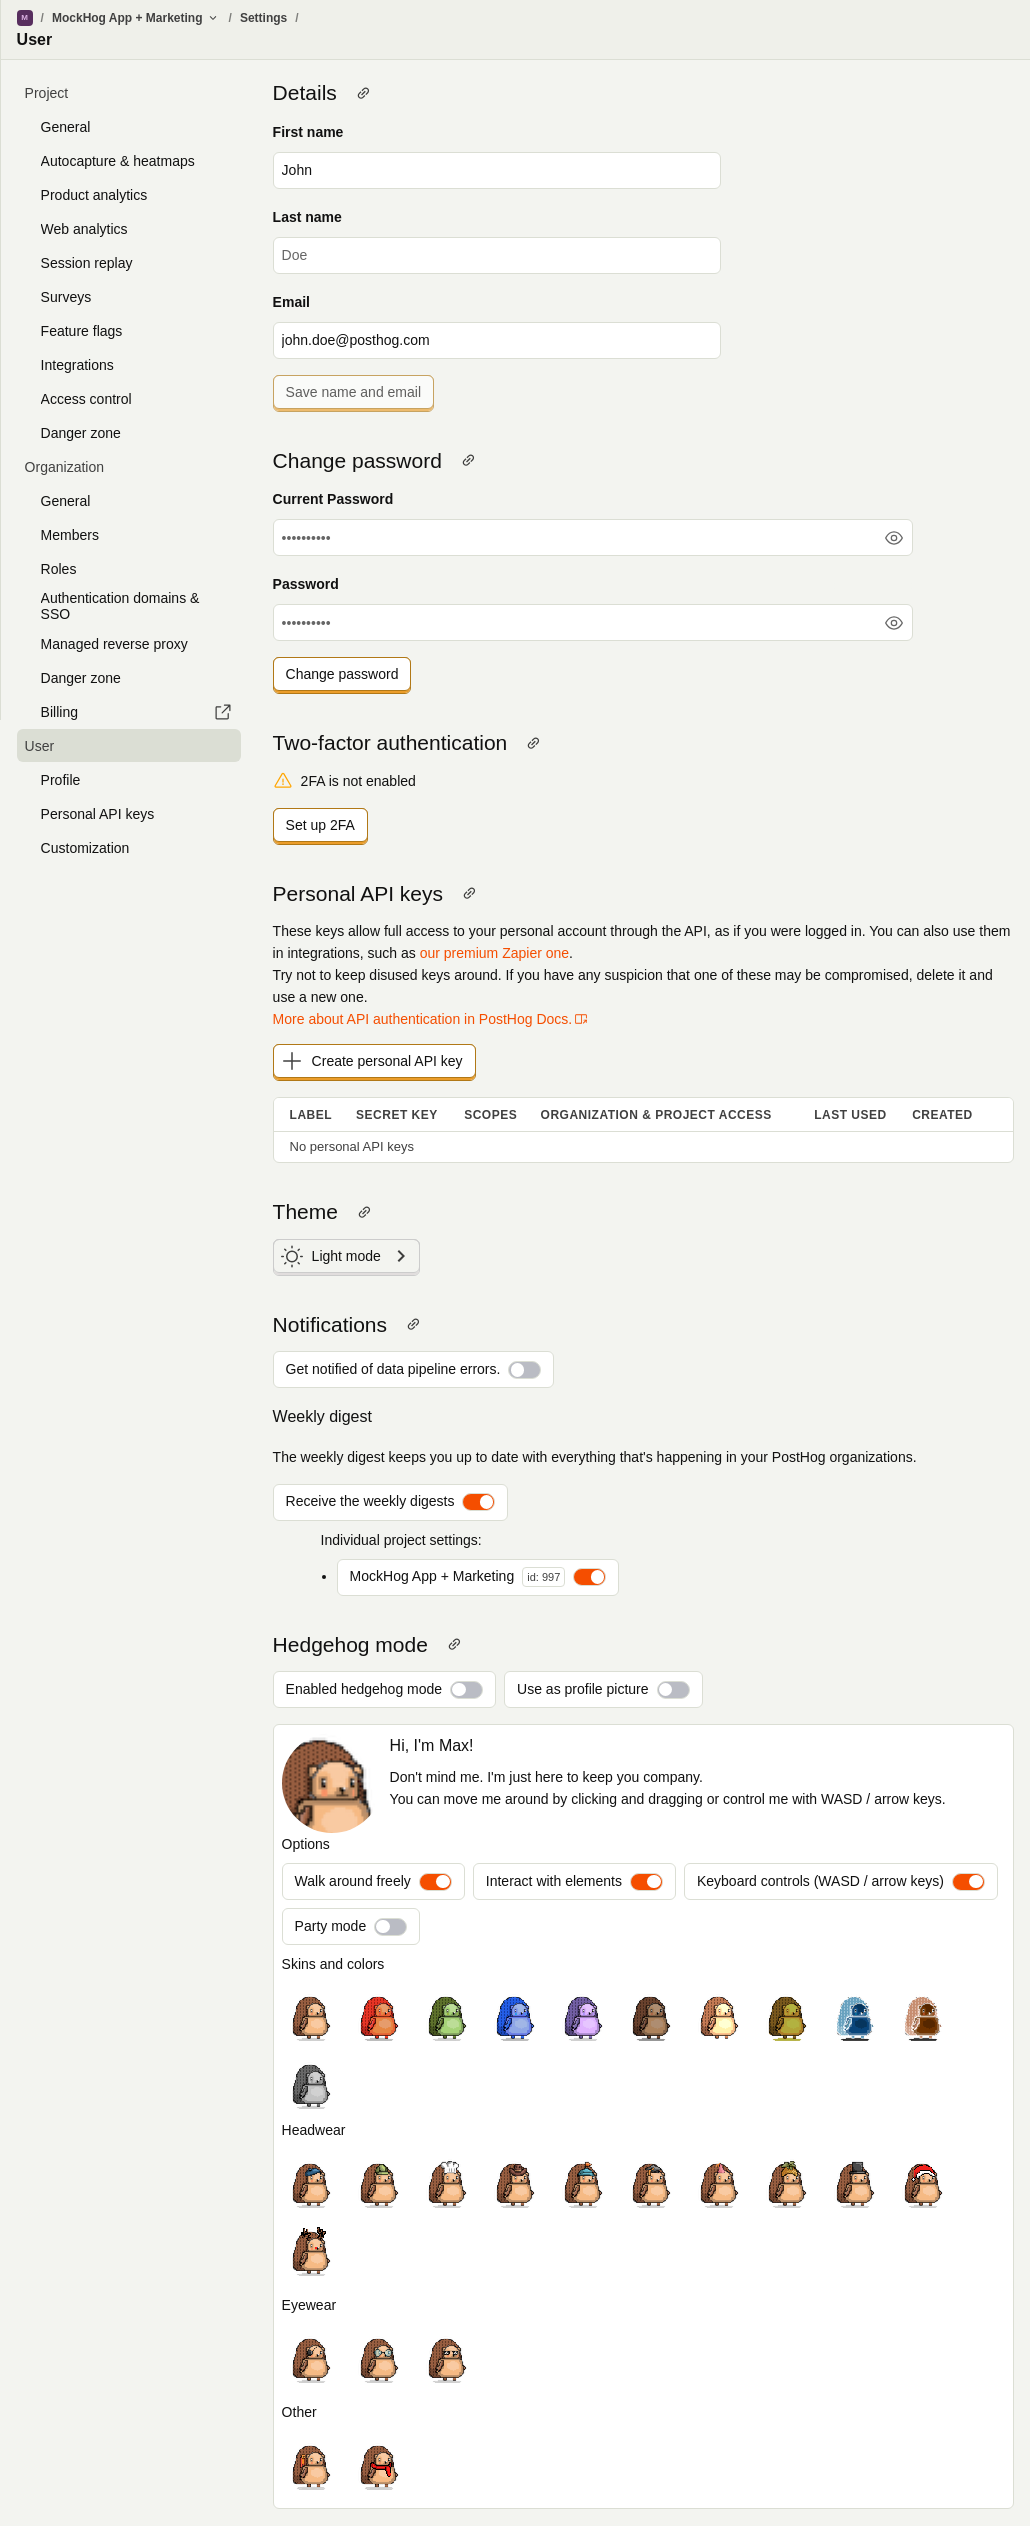 M / MockHog App + Marketing / Settings /
User
Project
General
Autocapture & heatmaps
Product analytics
Web analytics
Session replay
Surveys
Feature flags
Integrations
Access control
Danger zone
Organization
General
Members
Roles
Authentication domains &
SSO
Managed reverse proxy
Danger zone
Billing
User
Profile
Personal API keys
Customization
Details
First name
John
Last name
Doe
Email
john.doe@posthog.com
Save name and email
Change password
Current Password
••••••••••
Password
••••••••••
Change password
Two-factor authentication
2FA is not enabled
Set up 2FA
Personal API keys
These keys allow full access to your personal account through the API, as if you were logged in. You can also use them
in integrations, such as our premium Zapier one.
Try not to keep disused keys around. If you have any suspicion that one of these may be compromised, delete it and
use a new one.
More about API authentication in PostHog Docs.
Create personal API key
LABEL SECRET KEY SCOPES ORGANIZATION & PROJECT ACCESS LAST USED CREATED
No personal API keys
Theme
Light mode
Notifications
Get notified of data pipeline errors.
Weekly digest
The weekly digest keeps you up to date with everything that's happening in your PostHog organizations.
Receive the weekly digests
Individual project settings:
• MockHog App + Marketing id: 997
Hedgehog mode
Enabled hedgehog mode Use as profile picture
Hi, I'm Max!
Don't mind me. I'm just here to keep you company.
You can move me around by clicking and dragging or control me with WASD / arrow keys.
Options
Walk around freely Interact with elements Keyboard controls (WASD / arrow keys)
Party mode
Skins and colors
Headwear
Eyewear
Other